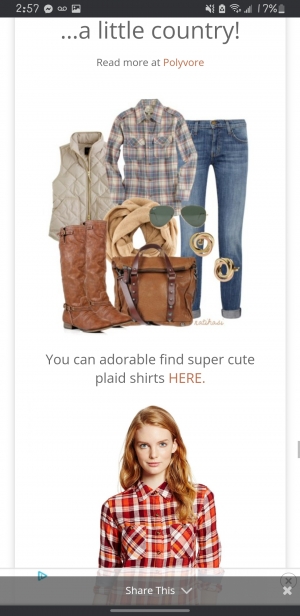 2:57
17%
...a little country!
Read more at Polyvore
You can adorable find super cute
plaid shirts HERE.
Share This